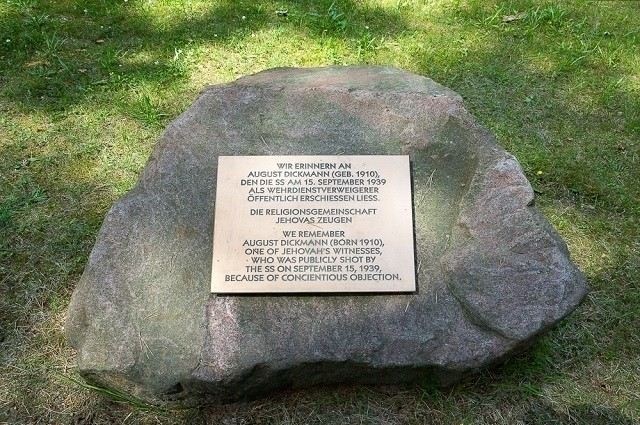 WIR ERINNERN AN
AUGUST DICKMANN (GEB. 1910),
DEN DIE SS AM 15. SEPTEMBER 1939
ALS WEHRDIENSTVERWEIGERER
ÖFFENTLICH ERSCHIESSEN LIESS.
DIE RELIGIONSGEMEINSCHAFT
JEHOVAS ZEUGEN
WE REMEMBER
AUGUST DICKMANN (BORN 1910),
ONE OF JEHOVAH'S WITNESSES,
WHO WAS PUBLICLY SHOT BY
THE SS ON SEPTEMBER 15, 1939,
BECAUSE OF CONCIENTIOUS OBJECTION.